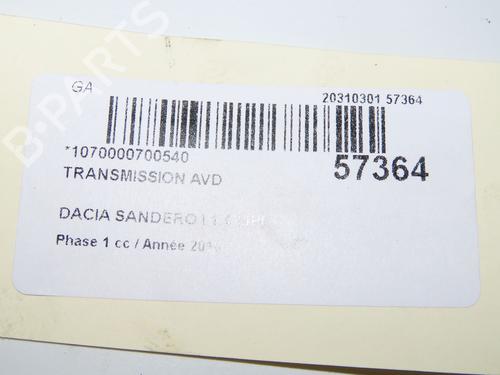 GA
20310301 57364
*1070000700540
57364
TRANSMISSION AVD
DACIA SANDERO
Phase 1 cc / Année
B-PARTS